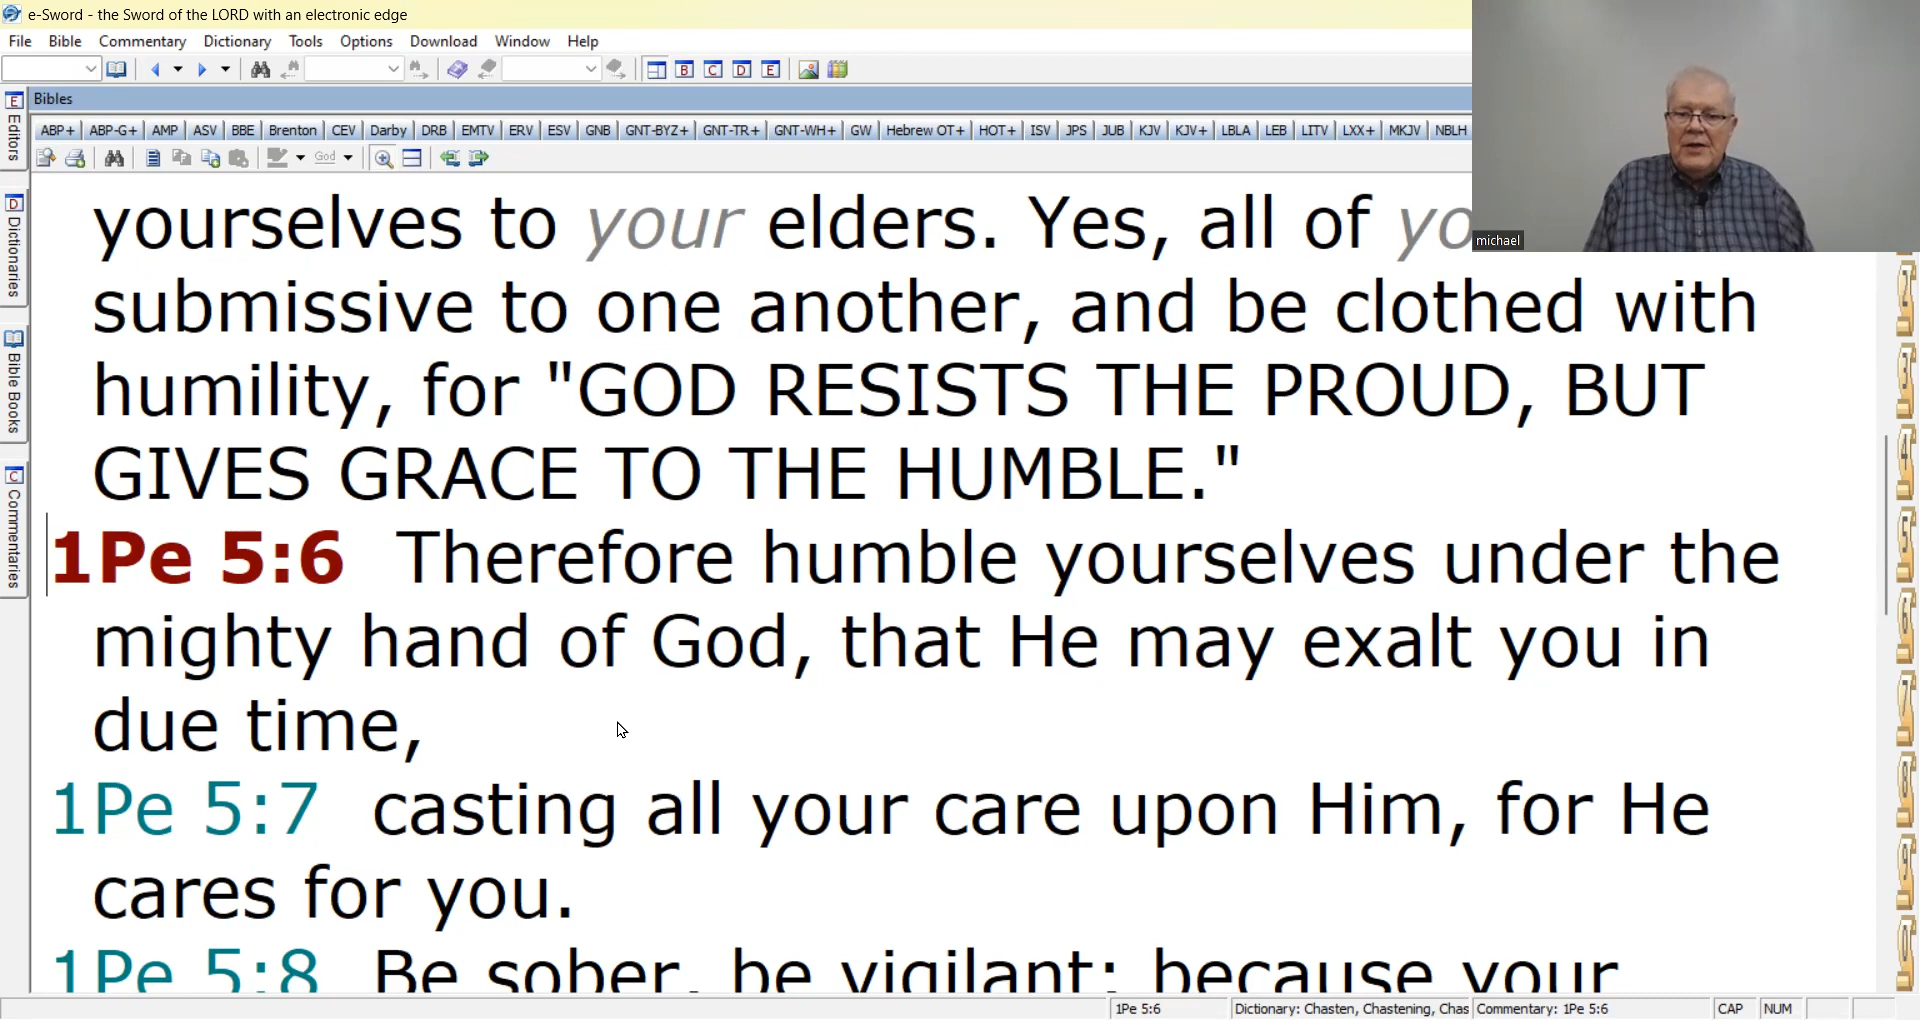 e-Sword - the Sword of the LORD with an electronic edge
File Bible Commentary Dictionary Tools Options Download Window Help
B C D E
Bibles
ABP+ ABP-G+ AMP ASV BBE Brenton CEV Darby DRB EMTV ERV ESV GNB GNT-BYZ+ GNT-TR+ GNT-WH+ GW Hebrew OT+ HOT+ ISV JPS JUB KJV KJV+ LBLA LEB LITV LXX+ MKJV NBLH
God
E Editors
D Dictionaries
Bible Books
C Commentaries
michael
yourselves to your elders. Yes, all of
submissive to one another, and be clothed with
humility, for "GOD RESISTS THE PROUD, BUT
GIVES GRACE TO THE HUMBLE."
1Pe 5:6 Therefore humble yourselves under the
mighty hand of God, that He may exalt you in
due time,
1Pe 5:7 casting all your care upon Him, for He
cares for you.
1Pe 5:8 Be sober, be vigilant; because your
1Pe 5:6 Dictionary: Chasten, Chastening, Chas Commentary: 1Pe 5:6 CAP NUM